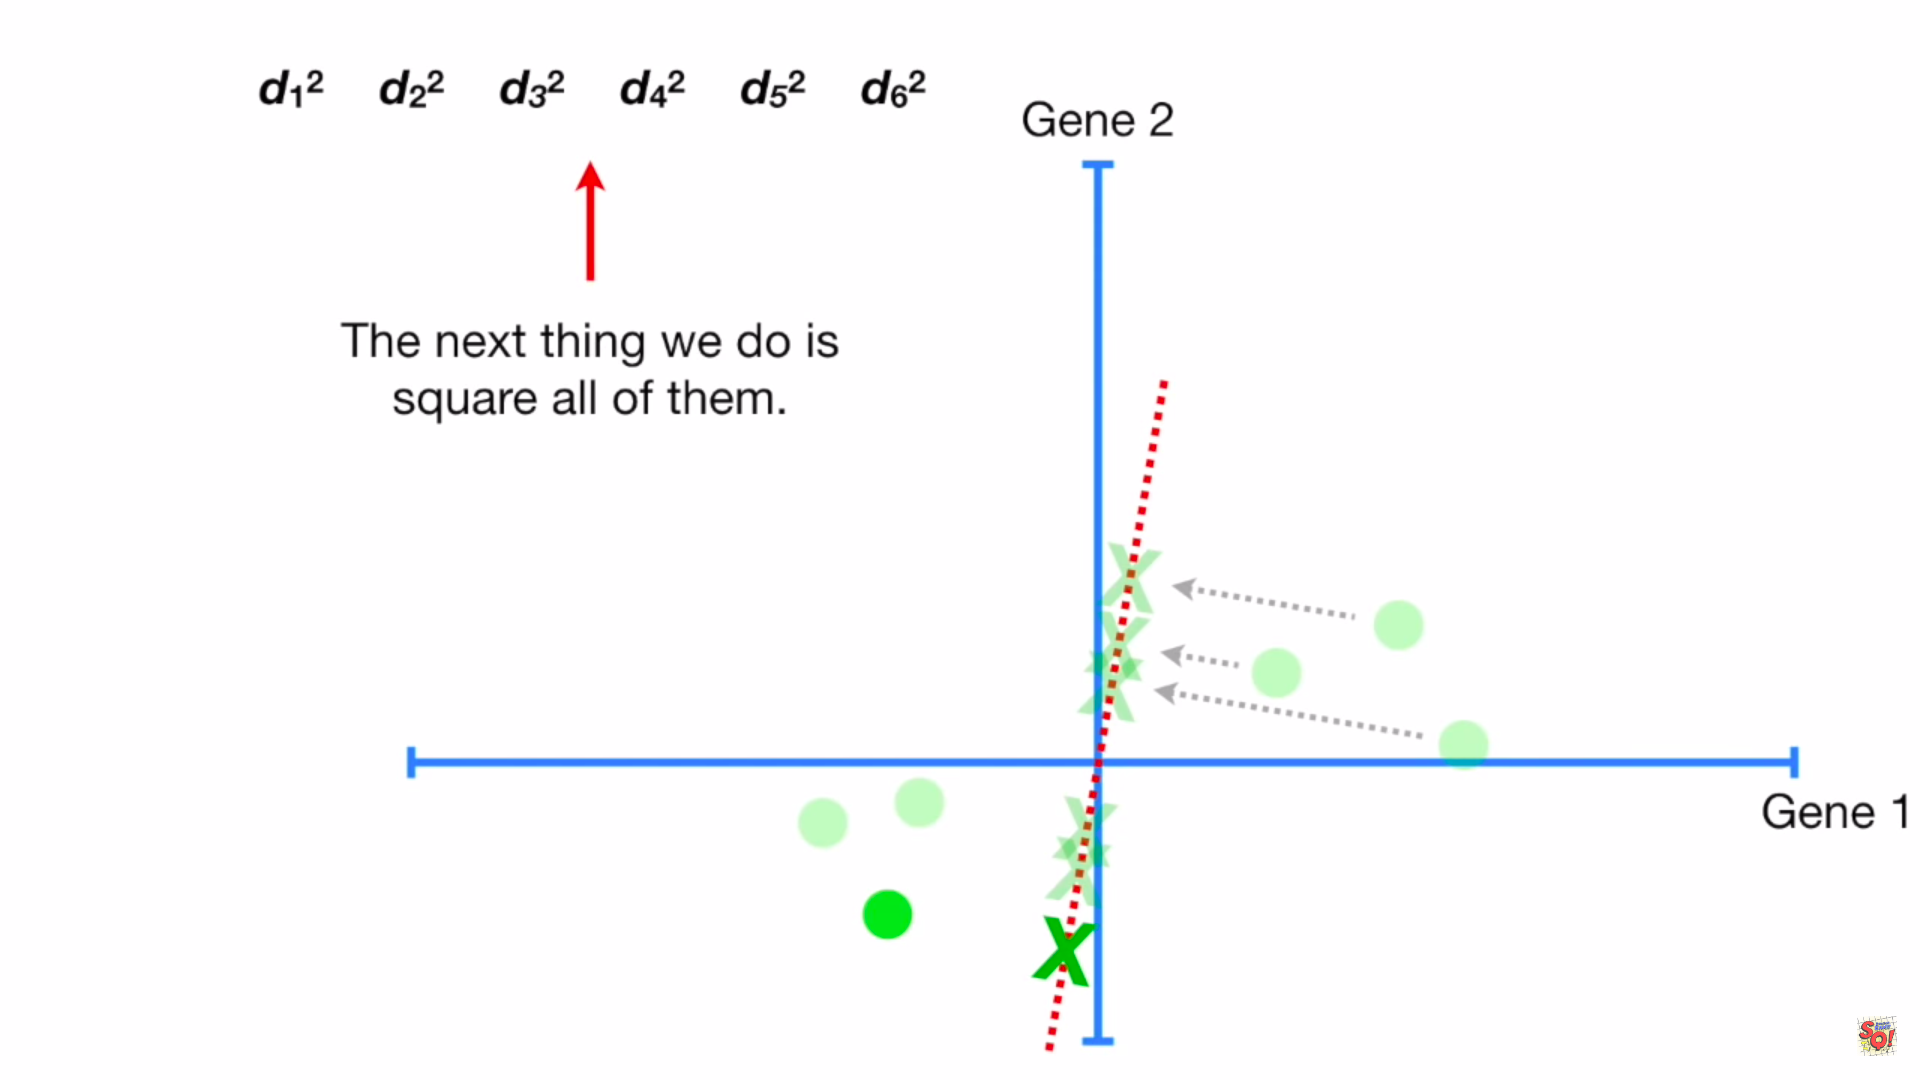 d₁² d₂² d₃² d₄² d₅² d₆²
Gene 2
The next thing we do is
square all of them.
X
X
X
X
X
X
Gene 1
SQ!